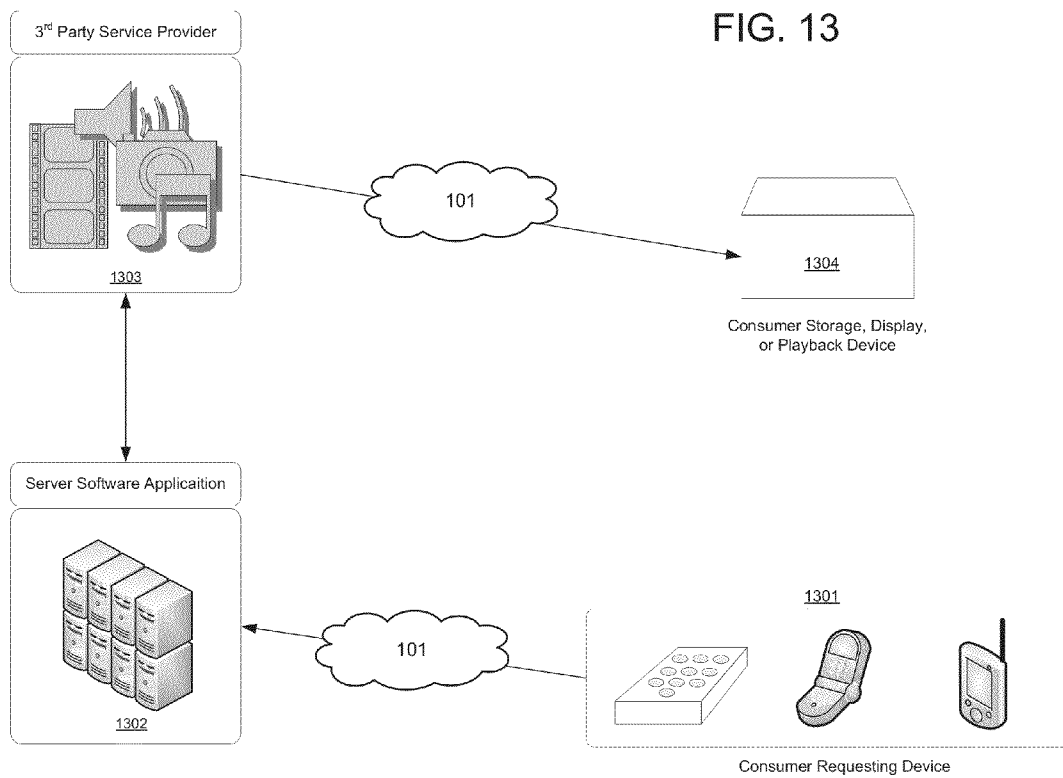 FIG. 13
3rd Party Service Provider
1303
101
1304
Consumer Storage, Display,
or Playback Device
Server Software Applicaition
1302
101
1301
Consumer Requesting Device